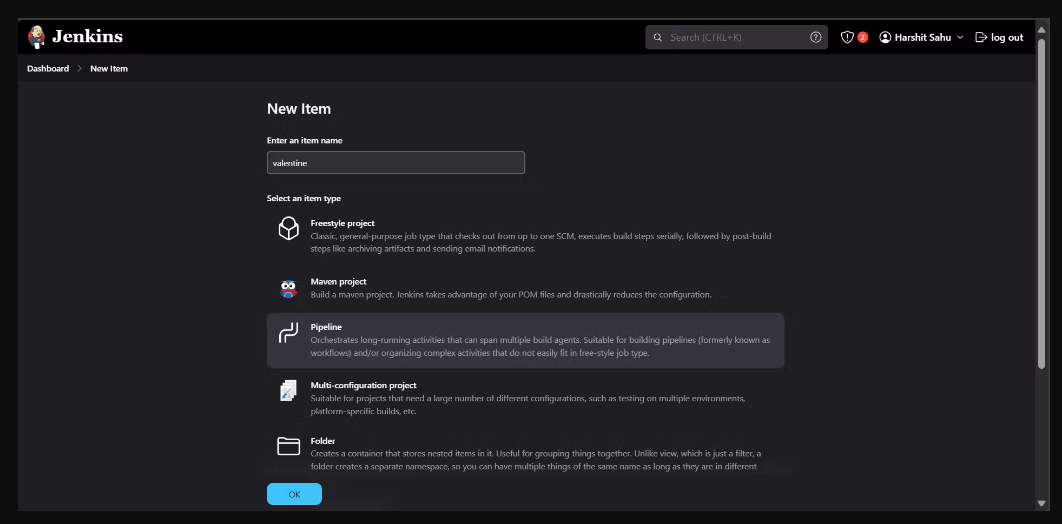 Jenkins
Search (CTRL+K)
2
Harshit Sahu
log out
Dashboard > New Item
New Item
Enter an item name
valentine
Select an item type
Freestyle project
Classic, general-purpose job type that checks out from up to one SCM, executes build steps serially, followed by post-build
steps like archiving artifacts and sending email notifications.
Maven project
Build a maven project. Jenkins takes advantage of your POM files and drastically reduces the configuration.
Pipeline
Orchestrates long-running activities that can span multiple build agents. Suitable for building pipelines (formerly known as
workflows) and/or organizing complex activities that do not easily fit in free-style job type.
Multi-configuration project
Suitable for projects that need a large number of different configurations, such as testing on multiple environments,
platform-specific builds, etc.
Folder
Creates a container that stores nested items in it. Useful for grouping things together. Unlike view, which is just a filter, a
folder creates a separate namespace, so you can have multiple things of the same name as long as they are in different
OK